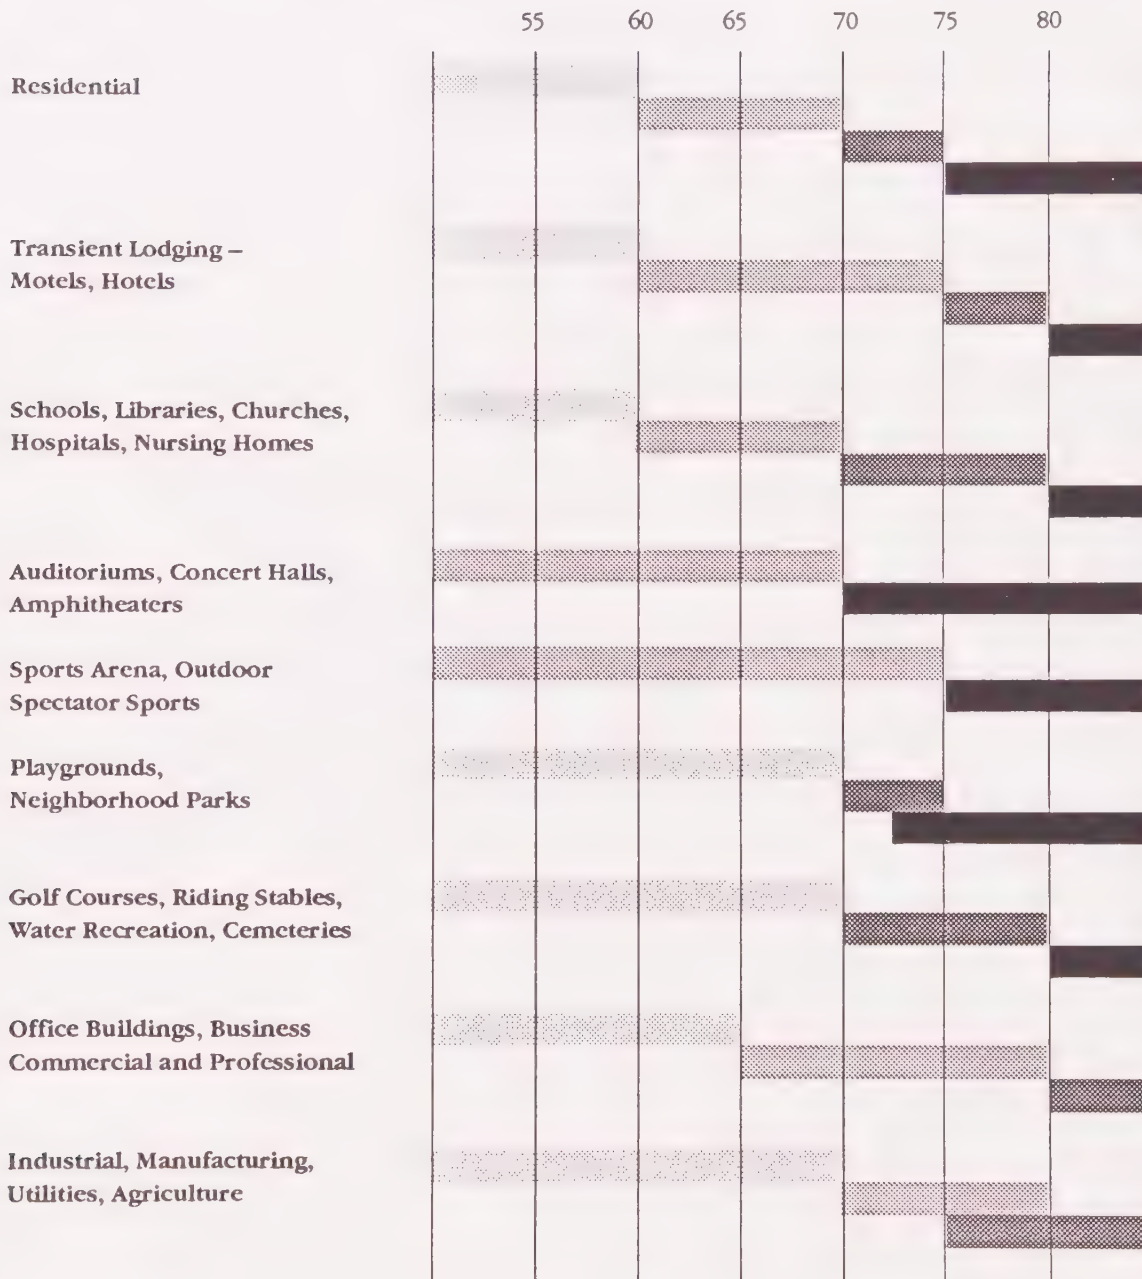 55 60 65 70 75 80
Residential
Transient Lodging –
Motels, Hotels
Schools, Libraries, Churches,
Hospitals, Nursing Homes
Auditoriums, Concert Halls,
Amphitheaters
Sports Arena, Outdoor
Spectator Sports
Playgrounds,
Neighborhood Parks
Golf Courses, Riding Stables,
Water Recreation, Cemeteries
Office Buildings, Business
Commercial and Professional
Industrial, Manufacturing,
Utilities, Agriculture